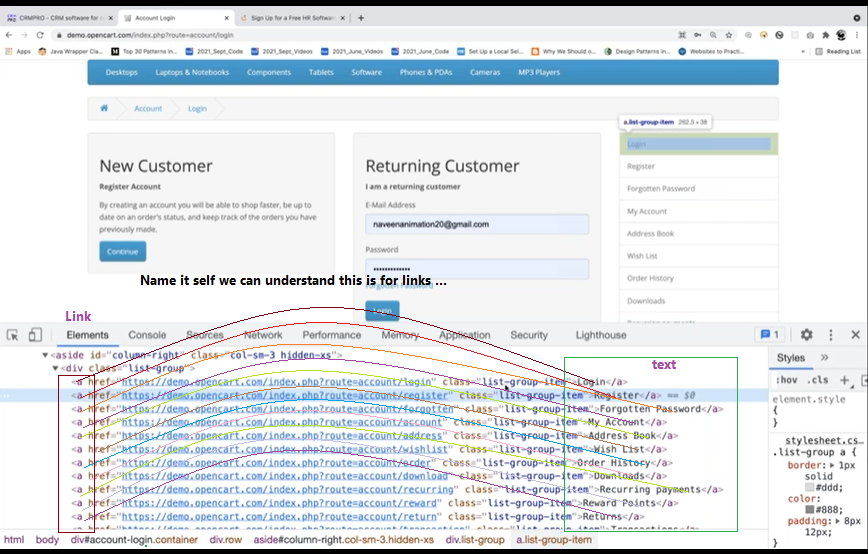 CRMPRO - CRM software for c
Account Login
Sign Up for a Free HR Softwar
demo.opencart.com/index.php?route=account/login
Apps
Java Wrapper Cla...
Top 30 Patterns in...
2021_Sept_Code
2021_Sept_Videos
2021_June_Videos
2021_June_Code
Set Up a Local Sel...
Why We Should o...
Design Patterns in...
Websites to Practi...
Reading List
Desktops Laptops & Notebooks Components Tablets Software Phones & PDAs Cameras MP3 Players
Account Login
a.list-group-item 262.5 × 38
New Customer
Register Account
By creating an account you will be able to shop faster, be up to
date on an order's status, and keep track of the orders you have
previously made.
Continue
Returning Customer
I am a returning customer
E-Mail Address
naveenanimation20@gmail.com
Password
•••••••••••••
Forgotten Password
Login
Login
Register
Forgotten Password
My Account
Address Book
Wish List
Order History
Downloads
Recurring payments
Name it self we can understand this is for links ...
Link
text
Elements Console Sources Network Performance Memory Application Security Lighthouse 1
▼<aside id="column-right" class="col-sm-3 hidden-xs">
▼<div class="list-group">
<a href="https://demo.opencart.com/index.php?route=account/login" class="list-group-item">Login</a>
<a href="https://demo.opencart.com/index.php?route=account/register" class="list-group-item">Register</a> == $0
<a href="https://demo.opencart.com/index.php?route=account/forgotten" class="list-group-item">Forgotten Password</a>
<a href="https://demo.opencart.com/index.php?route=account/account" class="list-group-item">My Account</a>
<a href="https://demo.opencart.com/index.php?route=account/address" class="list-group-item">Address Book</a>
<a href="https://demo.opencart.com/index.php?route=account/wishlist" class="list-group-item">Wish List</a>
<a href="https://demo.opencart.com/index.php?route=account/order" class="list-group-item">Order History</a>
<a href="https://demo.opencart.com/index.php?route=account/download" class="list-group-item">Downloads</a>
<a href="https://demo.opencart.com/index.php?route=account/recurring" class="list-group-item">Recurring payments</a>
<a href="https://demo.opencart.com/index.php?route=account/reward" class="list-group-item">Reward Points</a>
<a href="https://demo.opencart.com/index.php?route=account/return" class="list-group-item">Returns</a>
html body div#account-login.container div.row aside#column-right.col-sm-3.hidden-xs div.list-group a.list-group-item
Styles »
:hov .cls +
element.style
{
}
stylesheet.cs...
.list-group a {
border: ▸ 1px
solid
#ddd;
color:
#888;
padding: ▸ 8px
12px;